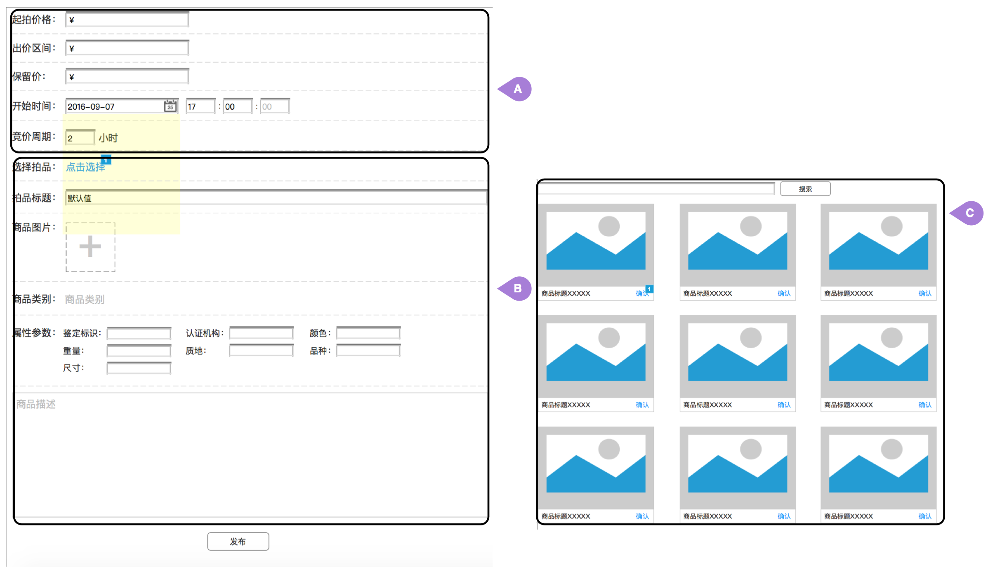 起拍价格： ¥
出价区间： ¥
保留价： ¥
开始时间： 2016-09-07 25 17 : 00 : 00
竞价周期： 2 小时
A
选择拍品： 点击选择 1
拍品标题： 默认值
商品图片：
商品类别： 商品类别
属性参数： 鉴定标识： 认证机构： 颜色：
重量： 质地： 品种：
尺寸：
商品描述
B
发布
搜索
C
商品标题XXXXX 确认 1 商品标题XXXXX 确认 商品标题XXXXX 确认
商品标题XXXXX 确认 商品标题XXXXX 确认 商品标题XXXXX 确认
商品标题XXXXX 确认 商品标题XXXXX 确认 商品标题XXXXX 确认